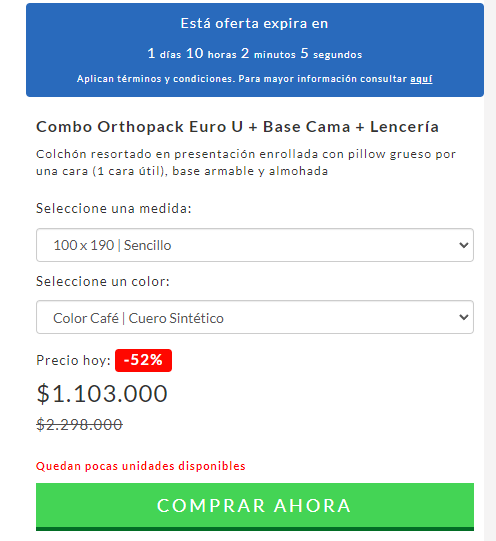 Está oferta expira en
1 días 10 horas 2 minutos 5 segundos
Aplican términos y condiciones. Para mayor información consultar aquí
Combo Orthopack Euro U + Base Cama + Lencería
Colchón resortado en presentación enrollada con pillow grueso por
una cara (1 cara útil), base armable y almohada
Seleccione una medida:
100 x 190 | Sencillo
Seleccione un color:
Color Café | Cuero Sintético
Precio hoy: -52%
$1.103.000
$2.298.000
Quedan pocas unidades disponibles
COMPRAR AHORA